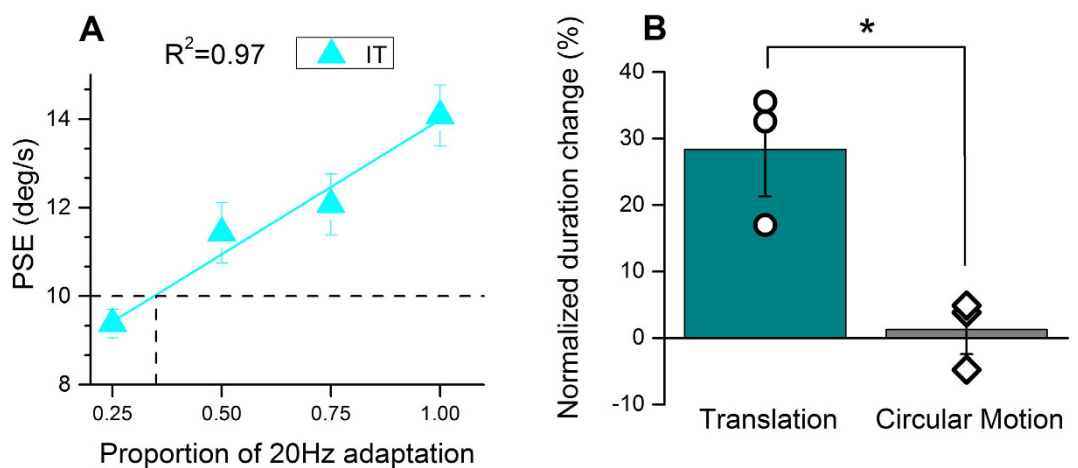 A
R²=0.97
IT
PSE (deg/s)
14
12
10
8
0.25 0.50 0.75 1.00
Proportion of 20Hz adaptation
B
*
Normalized duration change (%)
40
30
20
10
0
-10
Translation Circular Motion